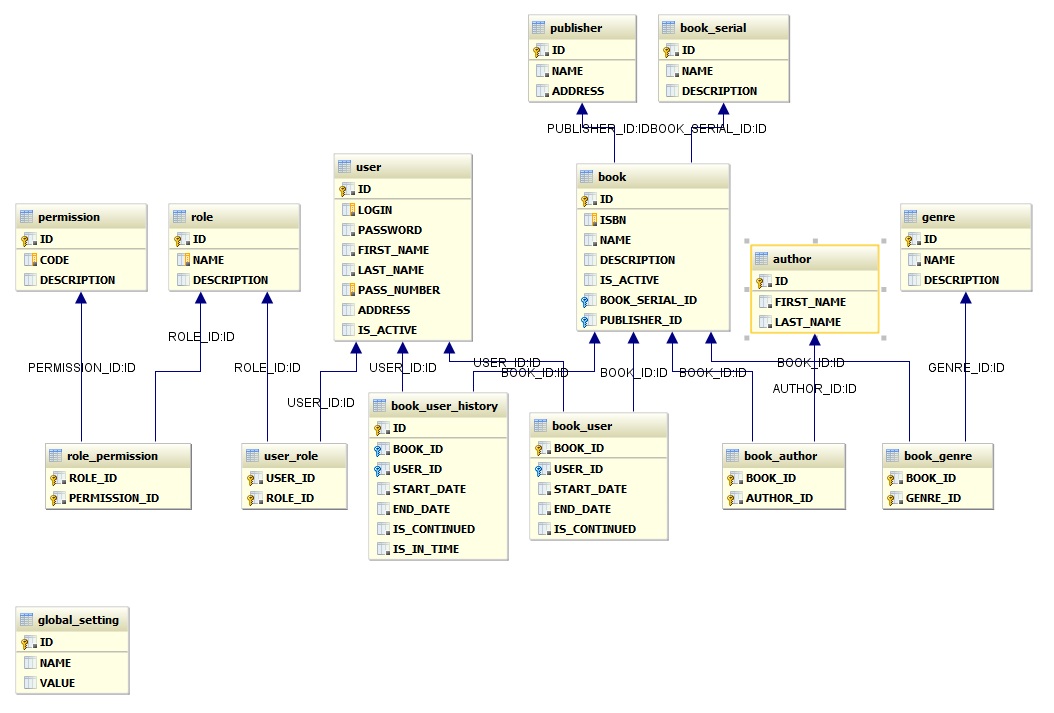 publisher
ID
NAME
ADDRESS
book_serial
ID
NAME
DESCRIPTION
PUBLISHER_ID:ID
BOOK_SERIAL_ID:ID
user
ID
LOGIN
PASSWORD
FIRST_NAME
LAST_NAME
PASS_NUMBER
ADDRESS
IS_ACTIVE
book
ID
ISBN
NAME
DESCRIPTION
IS_ACTIVE
BOOK_SERIAL_ID
PUBLISHER_ID
permission
ID
CODE
DESCRIPTION
role
ID
NAME
DESCRIPTION
author
ID
FIRST_NAME
LAST_NAME
genre
ID
NAME
DESCRIPTION
ROLE_ID:ID
PERMISSION_ID:ID
ROLE_ID:ID
USER_ID:ID
USER_ID:ID
BOOK_ID:ID
BOOK_ID:ID
BOOK_ID:ID
BOOK_ID:ID
GENRE_ID:ID
AUTHOR_ID:ID
USER_ID:ID
role_permission
ROLE_ID
PERMISSION_ID
user_role
USER_ID
ROLE_ID
book_user_history
ID
BOOK_ID
USER_ID
START_DATE
END_DATE
IS_CONTINUED
IS_IN_TIME
book_user
BOOK_ID
USER_ID
START_DATE
END_DATE
IS_CONTINUED
book_author
BOOK_ID
AUTHOR_ID
book_genre
BOOK_ID
GENRE_ID
global_setting
ID
NAME
VALUE